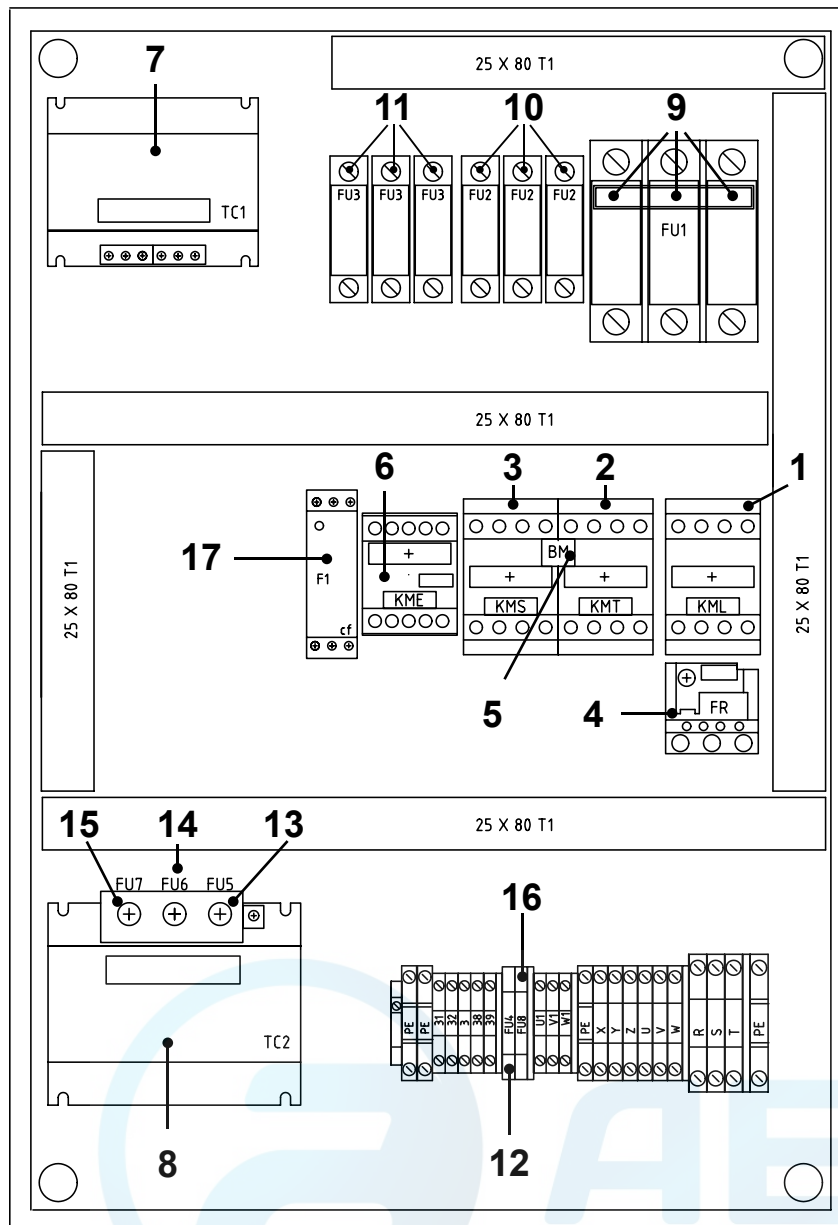 25 X 80 T1
7
11
10
9
TC1
FU3 FU3 FU3
FU2 FU2 FU2
FU1
25 X 80 T1
6
3
2
1
17
F1
cf
KME
BM
KMS
KMT
KML
5
4
FR
25 X 80 T1
25 X 80 T1
25 X 80 T1
15
14
13
FU7 FU6 FU5
16
TC2
8
PE PE 31 32 3 38 39 FU4 FU8 U1 V1 W1 PE X Y Z U V W R S T PE
12
AE